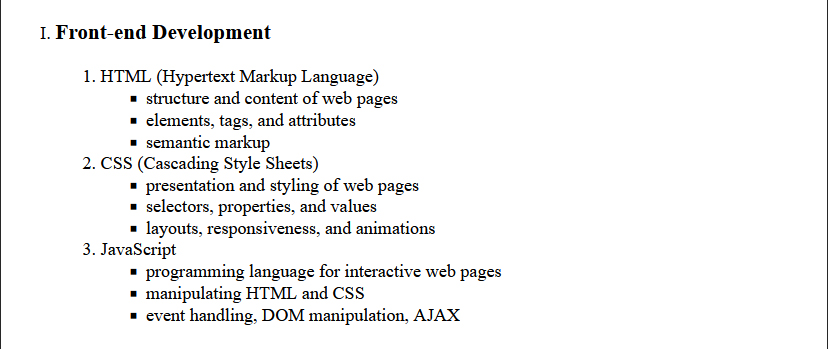 I. Front-end Development
1. HTML (Hypertext Markup Language)
▪ structure and content of web pages
▪ elements, tags, and attributes
▪ semantic markup
2. CSS (Cascading Style Sheets)
▪ presentation and styling of web pages
▪ selectors, properties, and values
▪ layouts, responsiveness, and animations
3. JavaScript
▪ programming language for interactive web pages
▪ manipulating HTML and CSS
▪ event handling, DOM manipulation, AJAX